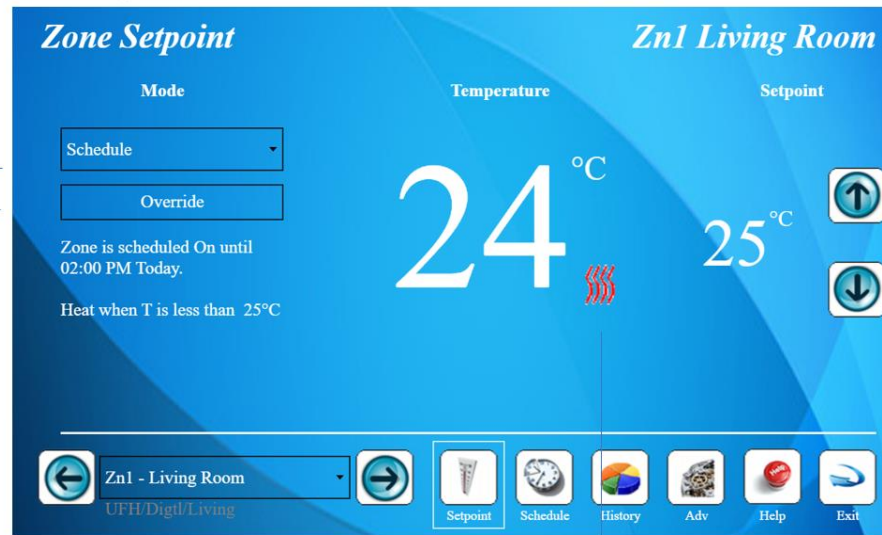 Zone Setpoint
Zn1 Living Room
Mode
Temperature
Setpoint
Schedule
Override
Zone is scheduled On until
02:00 PM Today.
Heat when T is less than 25°C
24 °C
25 °C
Zn1 - Living Room
UFH/Digtl/Living
Setpoint
Schedule
History
Adv
Help
Exit